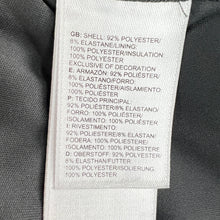 GB: SHELL: 92% POLYESTER/
8% ELASTANE/LINING:
100% POLYESTER/INSULATION
100% POLYESTER
EXCLUSIVE OF DECORATION
E: ARMAZÓN: 92% POLIÉSTER/
8% ELASTANO/FORRO: 100%
POLIÉSTER/AISLAMIENTO:
100% POLIÉSTER
P: TECIDO PRINCIPAL:
92% POLIÉSTER/8% ELASTANO/
FORRO: 100% POLIÉSTER/
ISOLAMENTO: 100% POLIÉSTER
I: RIVESTIMENTO:
92% POLIESTERE/8% ELASTAN/
FODERA: 100% POLIESTERE/
ISOLAMENTO: 100% POLIESTERE
D: OBERSTOFF: 92% POLYESTER
8% ELASTHAN/FUTTER:
100% POLYESTER/ISOLIERUNG
100% POLYESTER